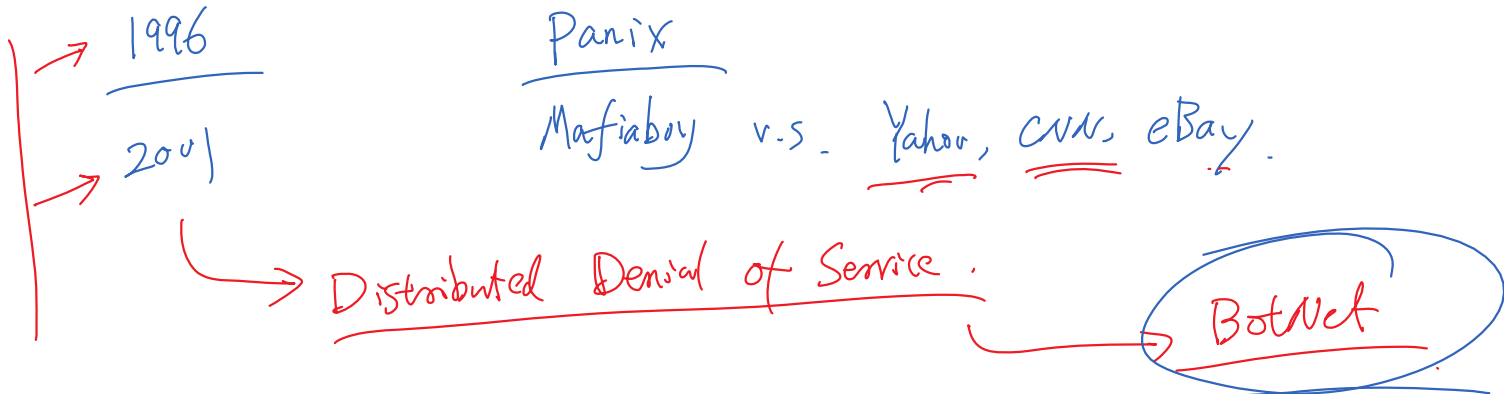 1996 Panix
2001 Mafiaboy v.s. Yahoo, CNN, eBay.
Distributed Denial of Service.
BotNet